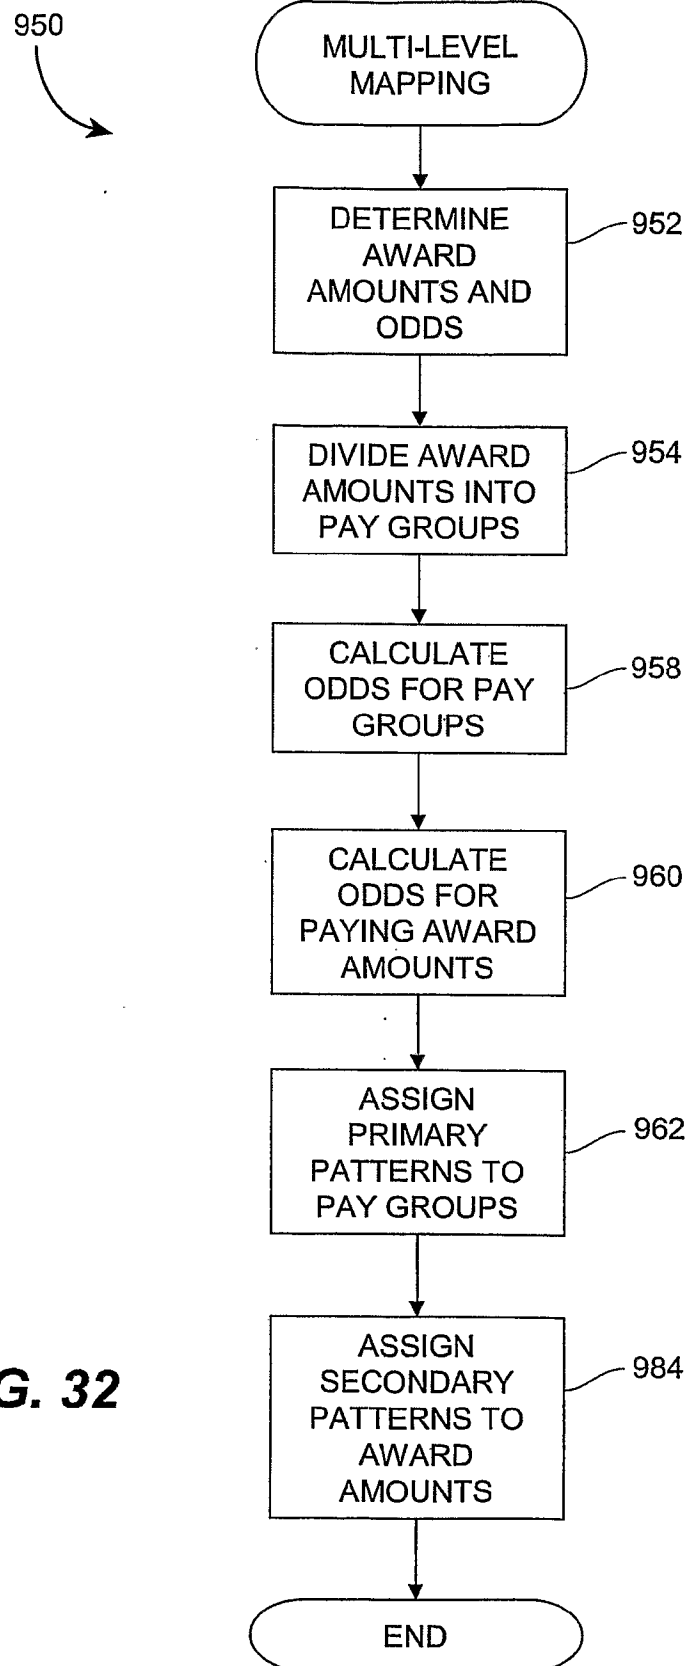 950
MULTI-LEVEL
MAPPING
DETERMINE
AWARD
AMOUNTS AND
ODDS
952
DIVIDE AWARD
AMOUNTS INTO
PAY GROUPS
954
CALCULATE
ODDS FOR PAY
GROUPS
958
CALCULATE
ODDS FOR
PAYING AWARD
AMOUNTS
960
ASSIGN
PRIMARY
PATTERNS TO
PAY GROUPS
962
ASSIGN
SECONDARY
PATTERNS TO
AWARD
AMOUNTS
984
G. 32
END